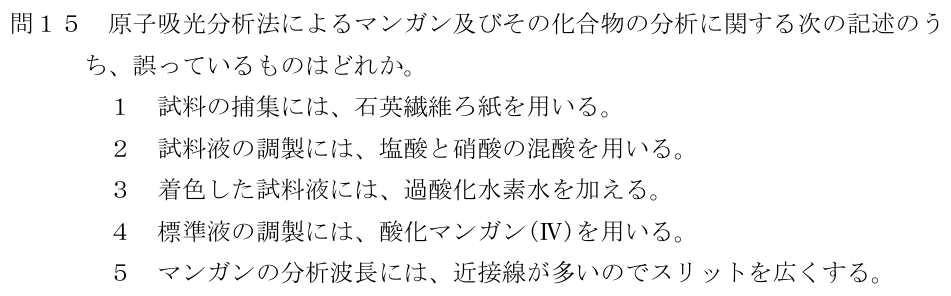 問１５　原子吸光分析法によるマンガン及びその化合物の分析に関する次の記述のう
ち、誤っているものはどれか。
１　試料の捕集には、石英繊維ろ紙を用いる。
２　試料液の調製には、塩酸と硝酸の混酸を用いる。
３　着色した試料液には、過酸化水素水を加える。
４　標準液の調製には、酸化マンガン(Ⅳ)を用いる。
５　マンガンの分析波長には、近接線が多いのでスリットを広くする。